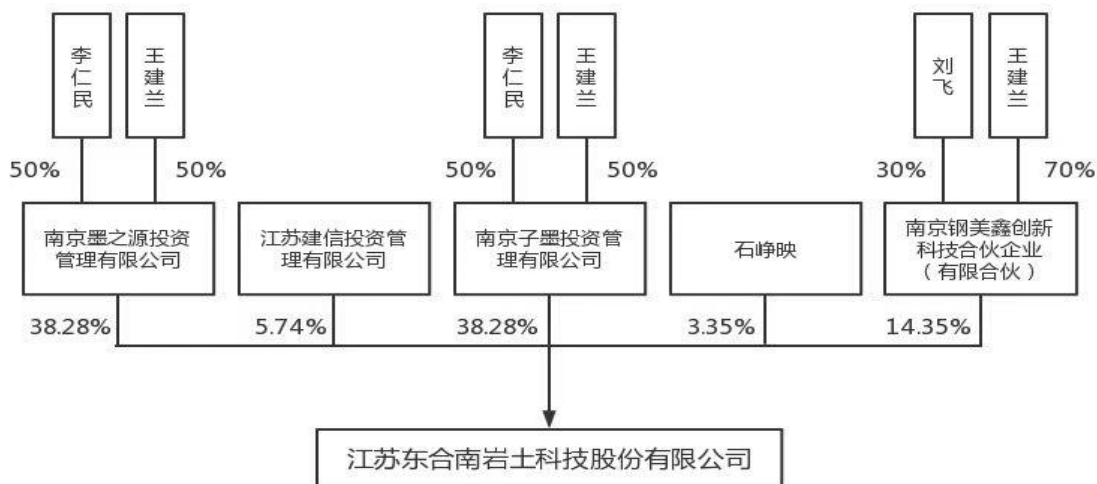 李仁民
王建兰
李仁民
王建兰
刘飞
王建兰
50%
50%
50%
50%
30%
70%
南京墨之源投资
管理有限公司
江苏建信投资管
理有限公司
南京子墨投资管
理有限公司
石峥映
南京钢美鑫创新
科技合伙企业
（有限合伙）
38.28%
5.74%
38.28%
3.35%
14.35%
江苏东合南岩土科技股份有限公司